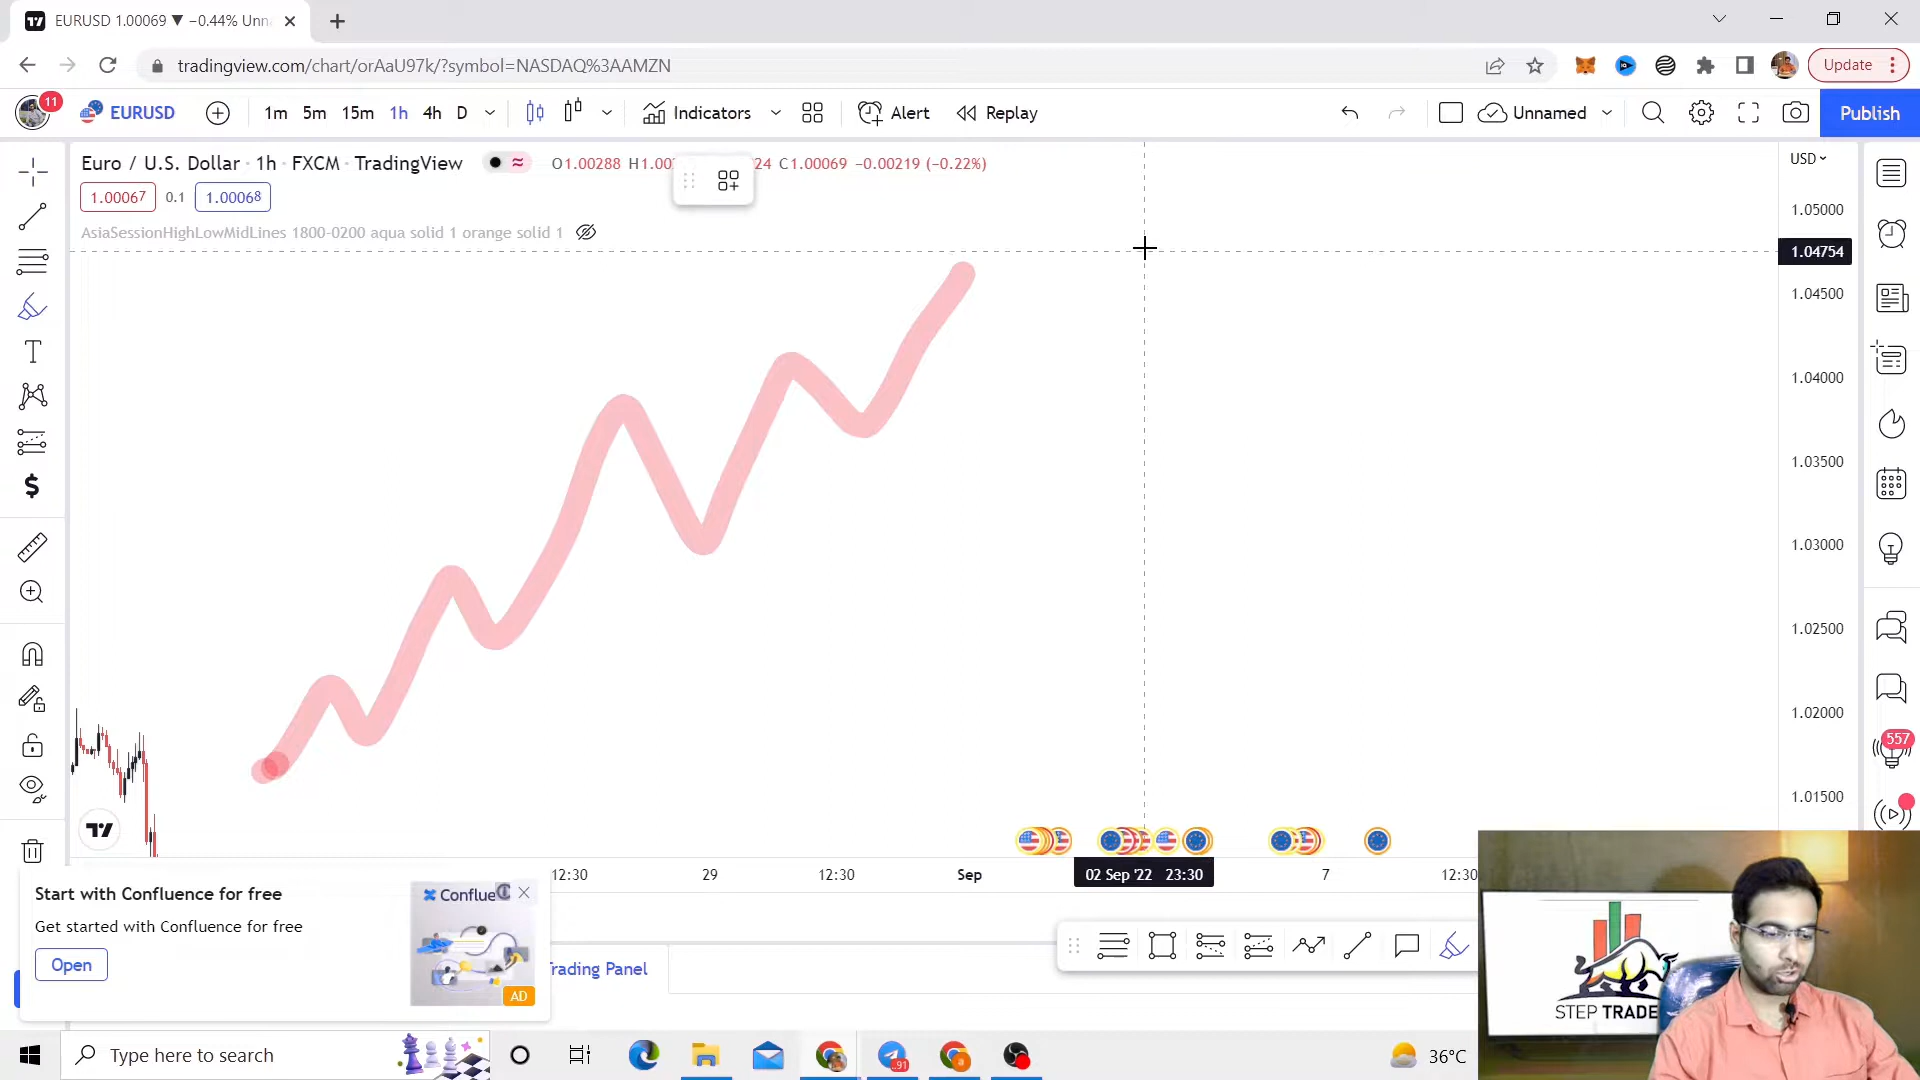 EURUSD 1.00069 ▼ −0.44% Unn
tradingview.com/chart/orAaU97k/?symbol=NASDAQ%3AAMZN
Update
11
EURUSD
1m 5m 15m 1h 4h D
Indicators
Alert
Replay
Unnamed
Publish
Euro / U.S. Dollar · 1h · FXCM · TradingView
O1.00288 H1.00 24 C1.00069 −0.00219 (−0.22%)
USD
1.00067 0.1 1.00068
AsiaSessionHighLowMidLines 1800-0200 aqua solid 1 orange solid 1
1.05000
1.04754
1.04500
1.04000
1.03500
1.03000
1.02500
1.02000
557
1.01500
12:30 29 12:30 Sep 02 Sep '22 23:30 7 12:30
Start with Confluence for free
Get started with Confluence for free
Open
Conflue
AD
Trading Panel
STEP TRADE
Type here to search
91
36°C